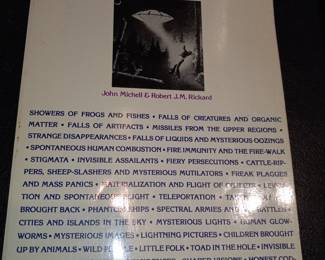 John Michell & Robert J.M. Rickard
SHOWERS OF FROGS AND FISHES • FALLS OF CREATURES AND ORGANIC
MATTER • FALLS OF ARTIFACTS • MISSILES FROM THE UPPER REGIONS •
STRANGE DISAPPEARANCES • FALLS OF LIQUIDS AND MYSTERIOUS OOZINGS
• SPONTANEOUS HUMAN COMBUSTION • FIRE IMMUNITY AND THE FIRE-WALK
• STIGMATA • INVISIBLE ASSAILANTS • FIERY PERSECUTIONS • CATTLE-RIP-
PERS, SHEEP-SLASHERS AND MYSTERIOUS MUTILATORS • FREAK PLAGUES
AND MASS PANICS • MATERIALIZATION AND FLIGHT OF OBJECTS •
TION AND SPONTANEOUS FLIGHT • TELEPORTATION •
BROUGHT BACK • PHANTOM SHIPS • SPECTRAL ARMIES AND
CITIES AND ISLANDS IN THE SKY • MYSTERIOUS LIGHTS • HUMAN GLOW-
WORMS • MYSTERIOUS IMAGES • LIGHTNING PICTURES • CHILDREN BROUGHT
UP BY ANIMALS • WILD PEOPLE • LITTLE FOLK • TOAD IN THE HOLE • INVISIBLE
VISIONS • HONEST COD-